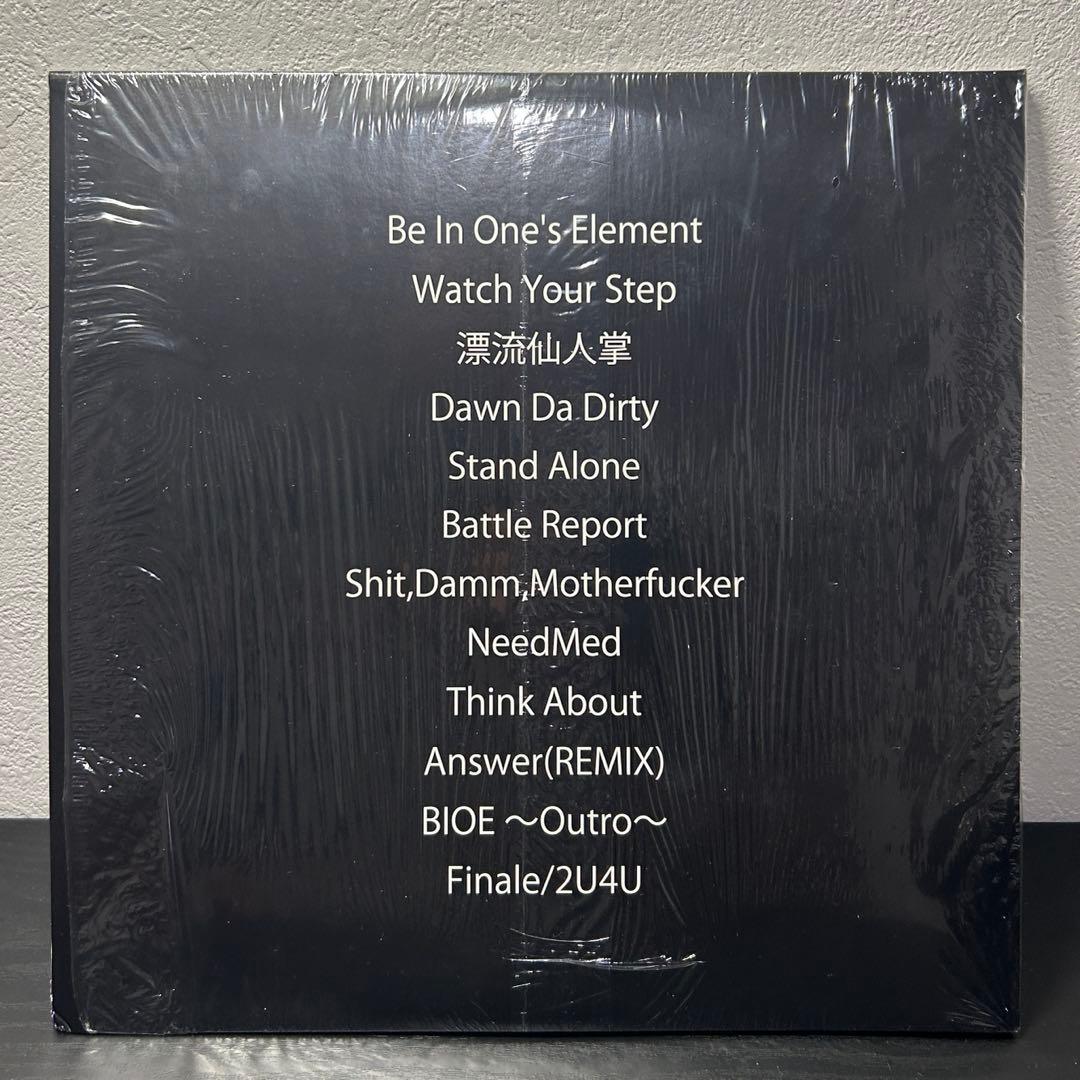 Be In One's Element
Watch Your Step
漂流仙人掌
Dawn Da Dirty
Stand Alone
Battle Report
Shit,Damm,Motherfucker
NeedMed
Think About
Answer(REMIX)
BIOE 〜Outro〜
Finale/2U4U